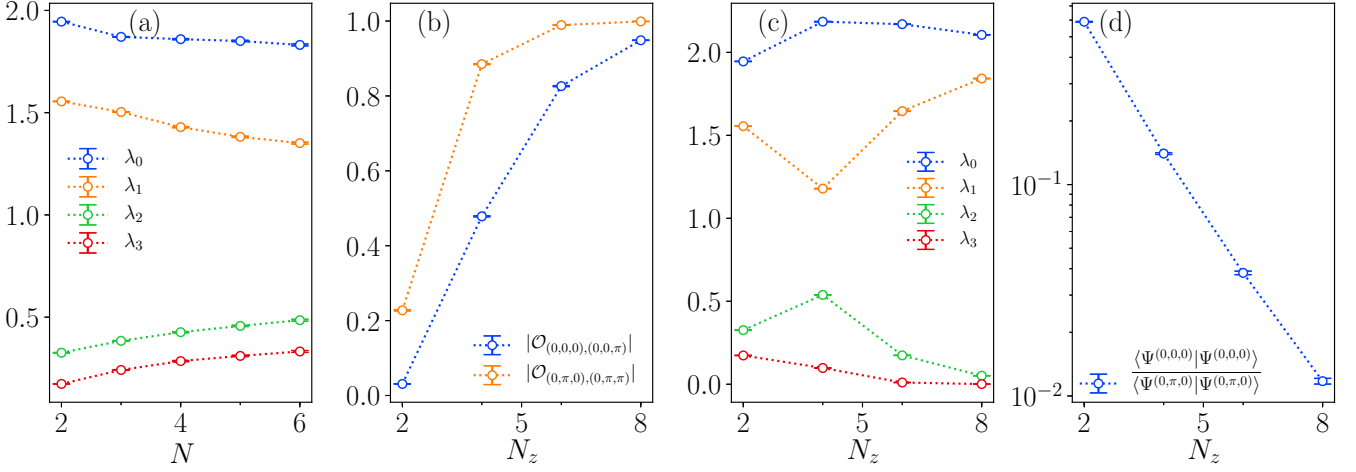 (a)
2.0
1.5
1.0
0.5
λ0
λ1
λ2
λ3
2 4 6
N
(b)
1.0
0.8
0.6
0.4
0.2
0.0
|𝒪(0,0,0),(0,0,π)|
|𝒪(0,π,0),(0,π,π)|
2 5 8
Nz
(c)
2.0
1.5
1.0
0.5
0.0
λ0
λ1
λ2
λ3
2 5 8
Nz
(d)
10−1
10−2
⟨Ψ(0,0,0)|Ψ(0,0,0)⟩
⟨Ψ(0,π,0)|Ψ(0,π,0)⟩
2 5 8
Nz